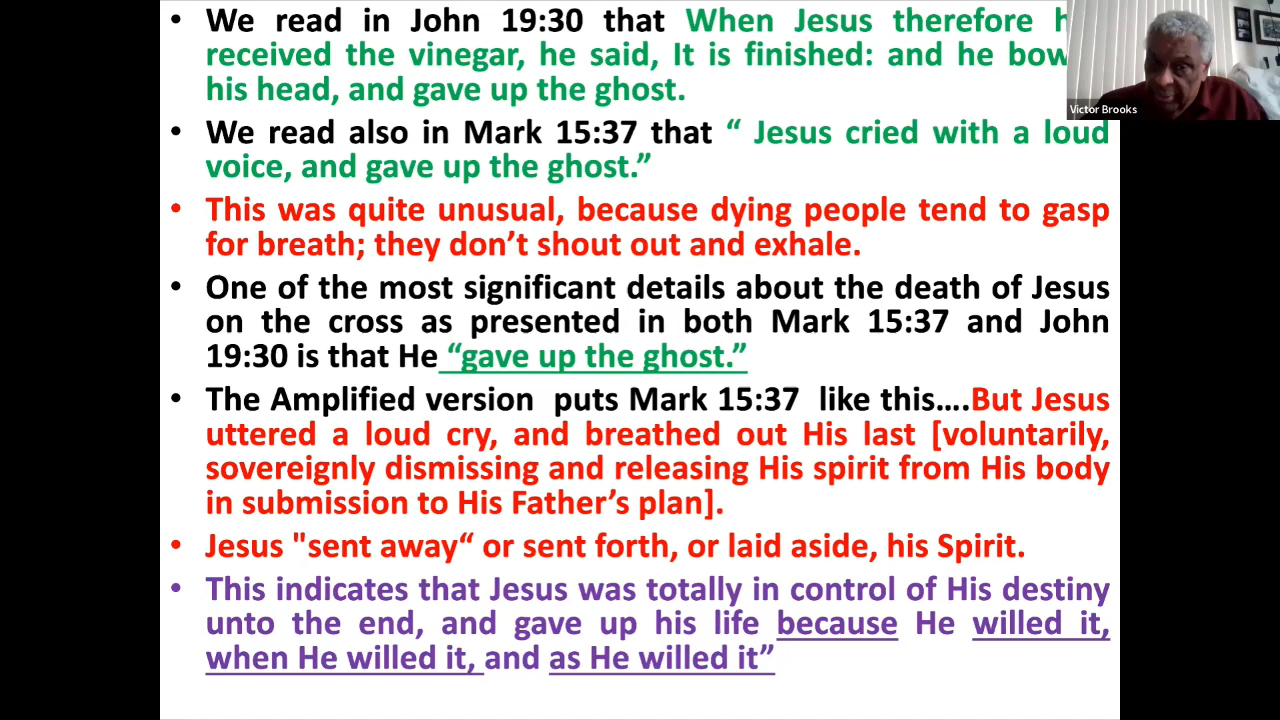 • We read in John 19:30 that When Jesus therefore
received the vinegar, he said, It is finished: and he
his head, and gave up the ghost.
• We read also in Mark 15:37 that “ Jesus cried with a loud
voice, and gave up the ghost.”
• This was quite unusual, because dying people tend to gasp
for breath; they don’t shout out and exhale.
• One of the most significant details about the death of Jesus
on the cross as presented in both Mark 15:37 and John
19:30 is that He “gave up the ghost.”
• The Amplified version puts Mark 15:37 like this….But Jesus
uttered a loud cry, and breathed out His last [voluntarily,
sovereignly dismissing and releasing His spirit from His body
in submission to His Father’s plan].
• Jesus "sent away“ or sent forth, or laid aside, his Spirit.
• This indicates that Jesus was totally in control of His destiny
unto the end, and gave up his life because He willed it,
when He willed it, and as He willed it”
Victor Brooks